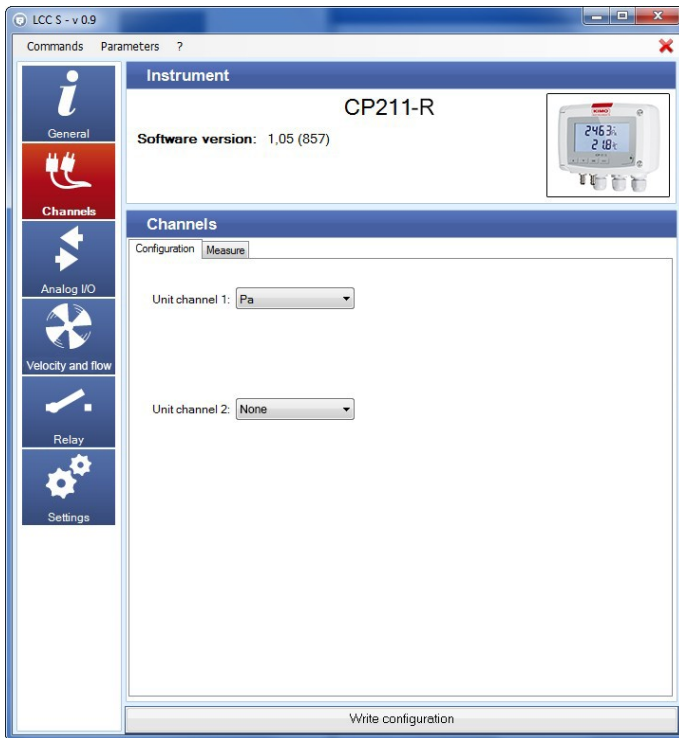 LCC S - v 0.9
Commands Parameters ?
General
Channels
Analog I/O
Velocity and flow
Relay
Settings
Instrument
CP211-R
Software version: 1,05 (857)
KIMO
Channels
Configuration Measure
Unit channel 1: Pa
Unit channel 2: None
Write configuration